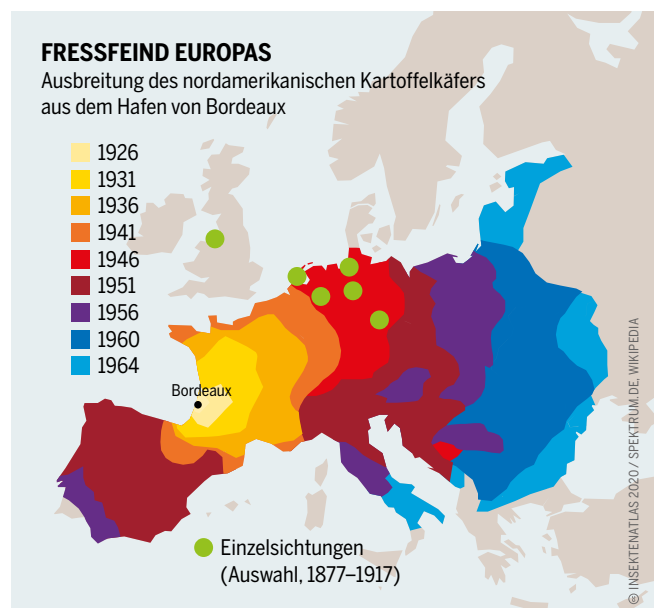 FRESSFEIND EUROPAS
Ausbreitung des nordamerikanischen Kartoffelkäfers
aus dem Hafen von Bordeaux
1926
1931
1936
1941
1946
1951
1956
1960
1964
Bordeaux
Einzelsichtungen
(Auswahl, 1877–1917)
© INSEKTENATLAS 2020 / SPEKTRUM.DE, WIKIPEDIA